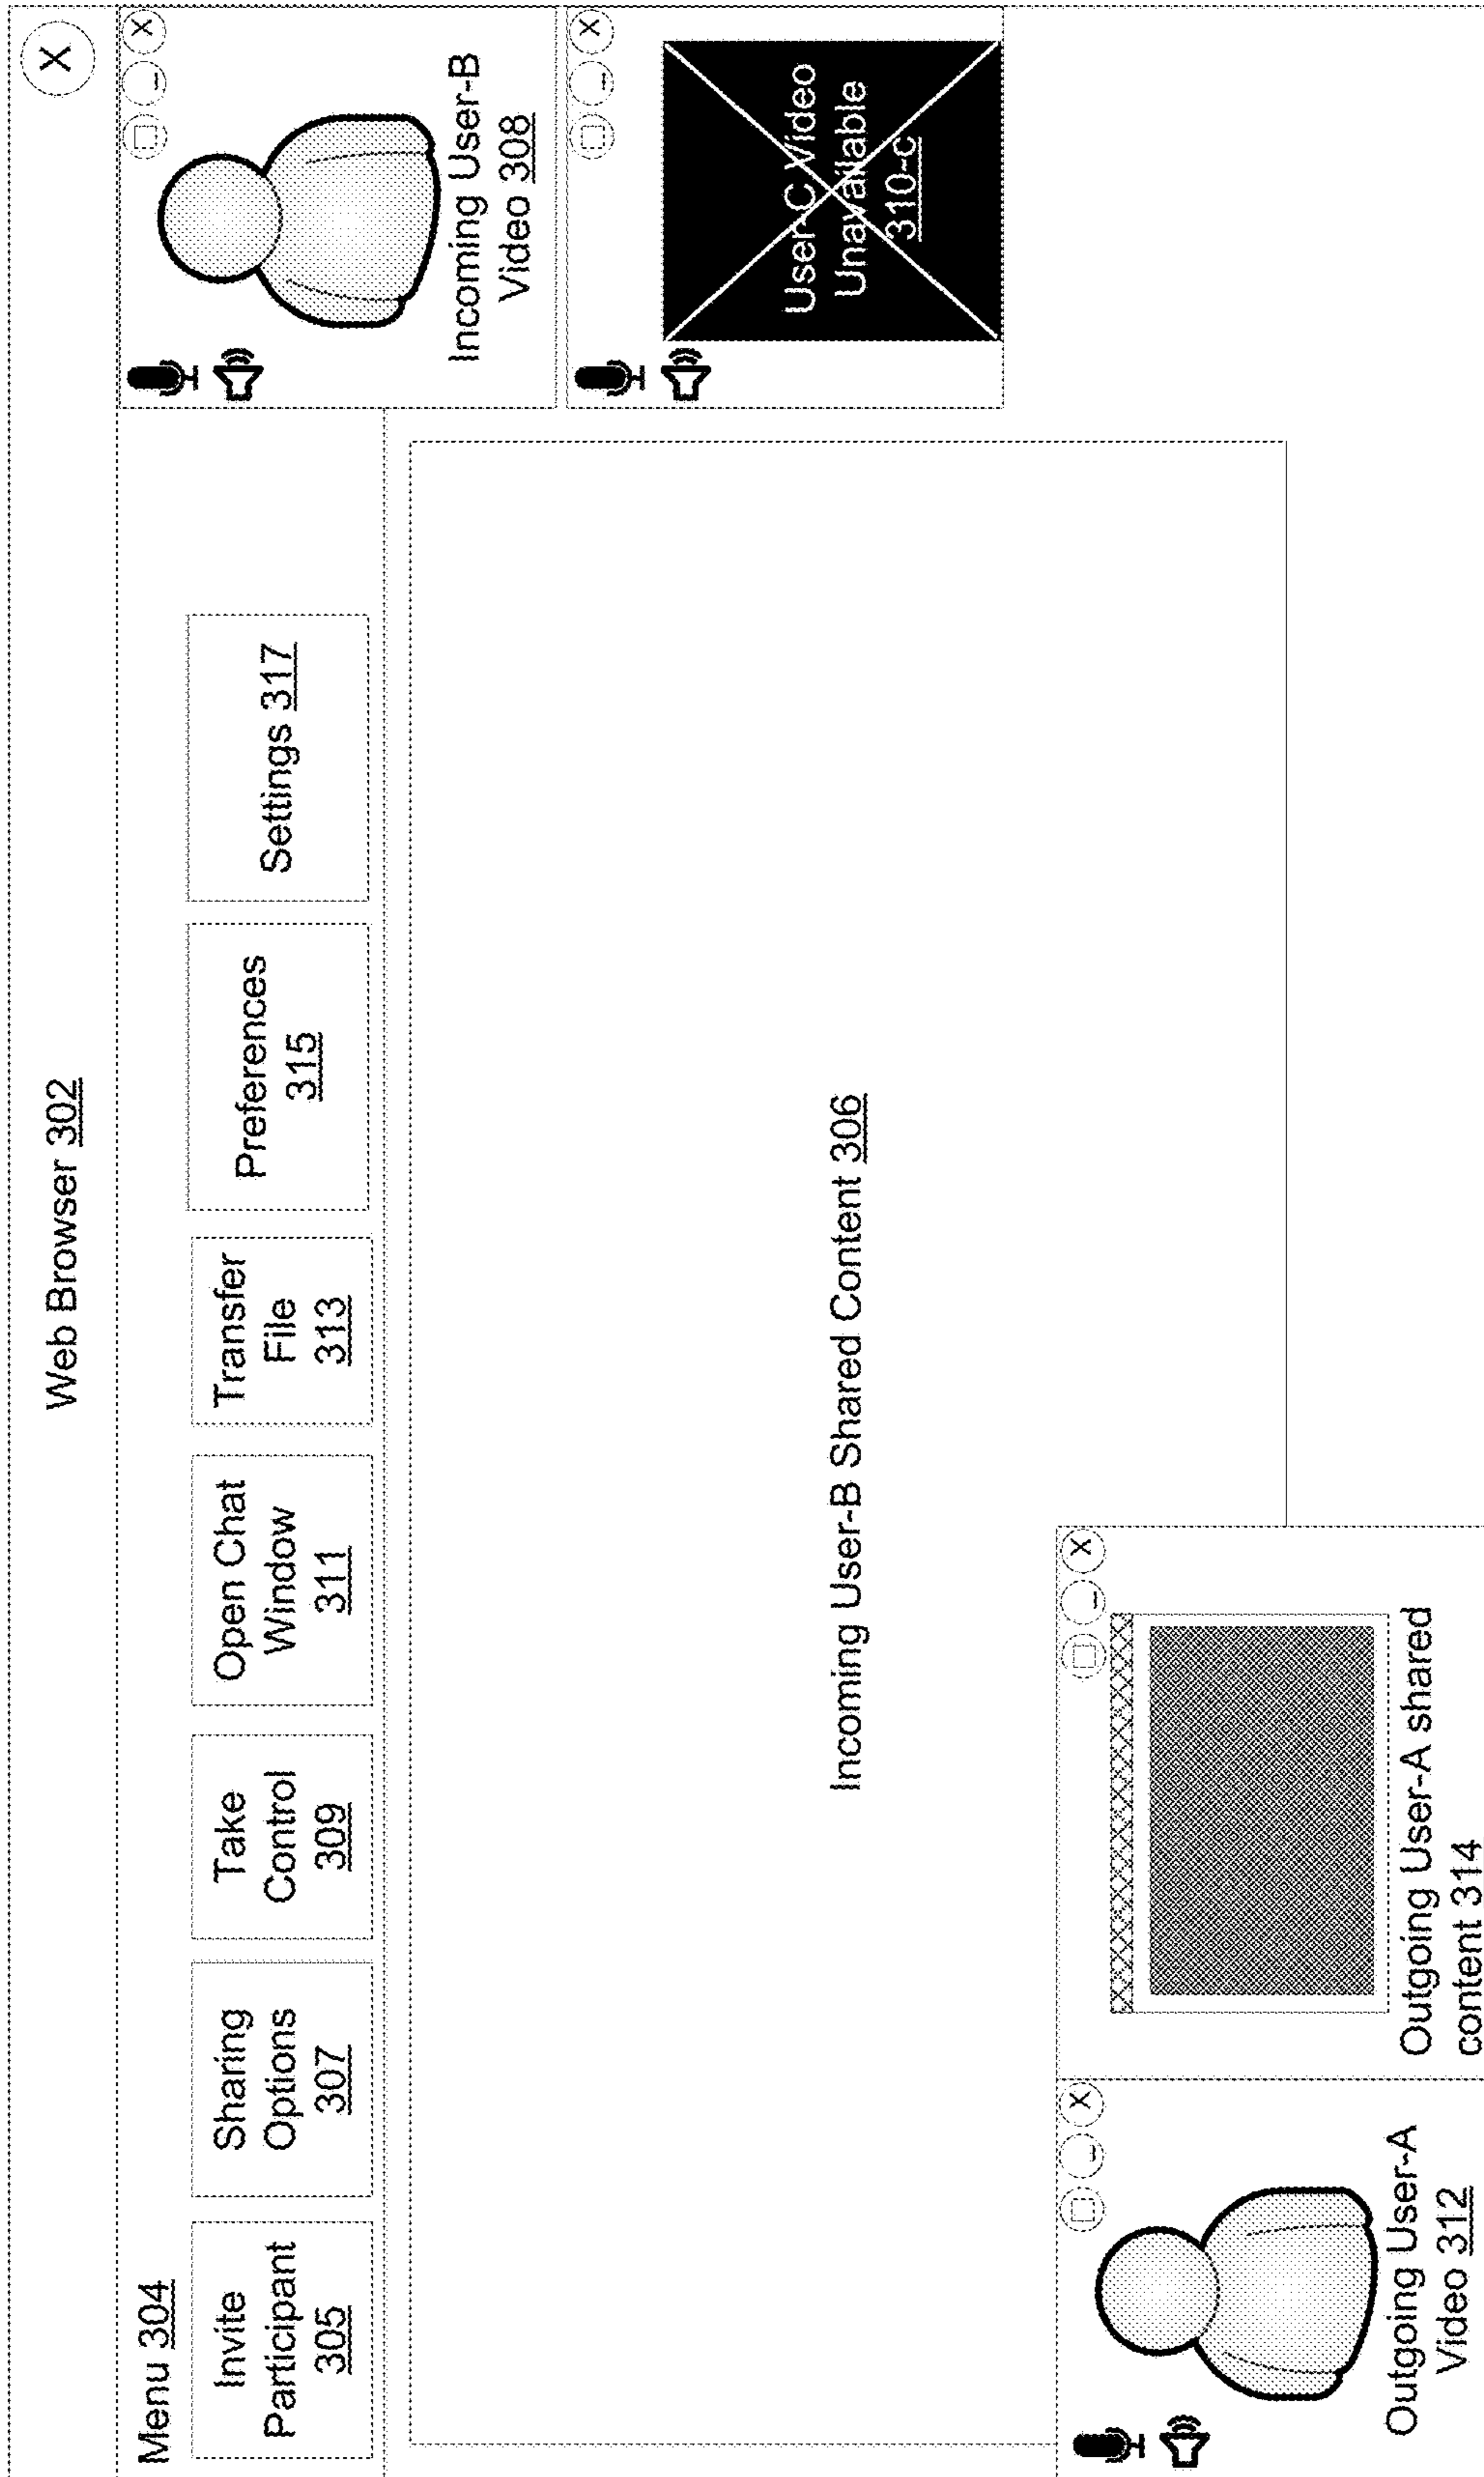 Web Browser 302
X
Menu 304
Invite
Participant
305
Sharing
Options
307
Take
Control
309
Open Chat
Window
311
Transfer
File
313
Preferences
315
Settings 317
X
Incoming User-B
Video 308
X
User-C Video
Unavailable
310-c
Incoming User-B Shared Content 306
X
Outgoing User-A
Video 312
X
Outgoing User-A shared
content 314